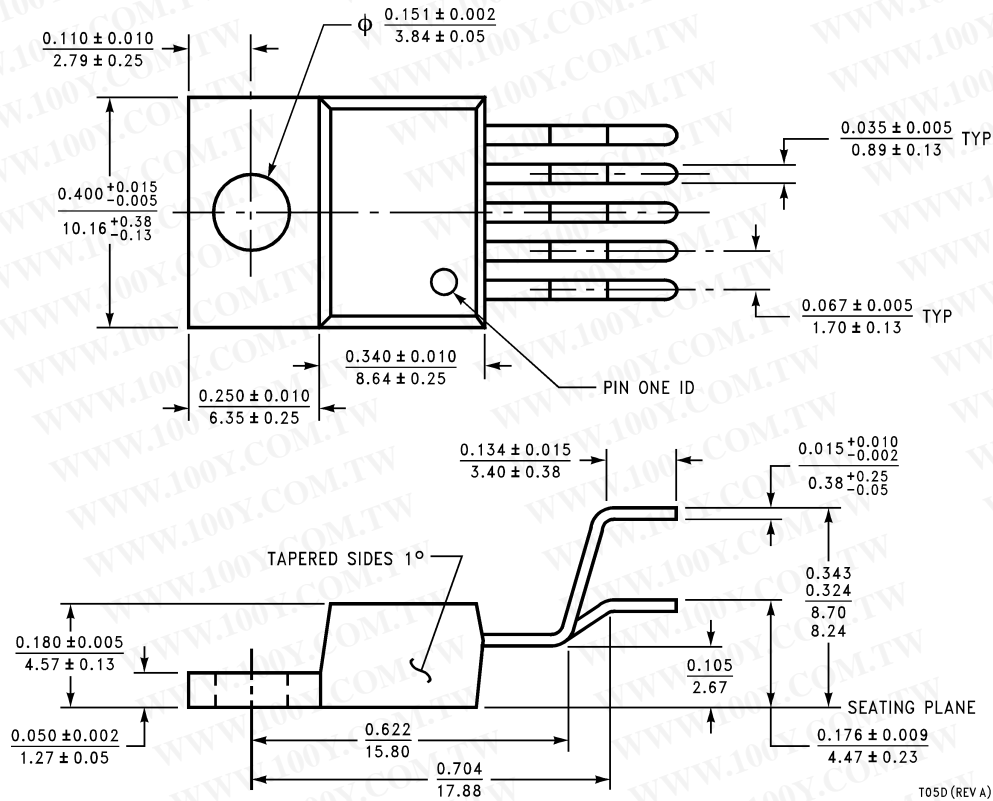 ϕ 0.151 ± 0.002
3.84 ± 0.05
0.110 ± 0.010
2.79 ± 0.25
0.035 ± 0.005 TYP
0.89 ± 0.13
0.400 +0.015 -0.005
10.16 +0.38 -0.13
0.067 ± 0.005 TYP
1.70 ± 0.13
0.340 ± 0.010
8.64 ± 0.25
PIN ONE ID
0.250 ± 0.010
6.35 ± 0.25
0.134 ± 0.015
3.40 ± 0.38
0.015 +0.010 -0.002
0.38 +0.25 -0.05
TAPERED SIDES 1°
0.343
0.324
8.70
8.24
0.180 ± 0.005
4.57 ± 0.13
0.105
2.67
SEATING PLANE
0.050 ± 0.002
1.27 ± 0.05
0.622
15.80
0.176 ± 0.009
4.47 ± 0.23
0.704
17.88
T05D (REV A)
WWW.100Y.COM.TW